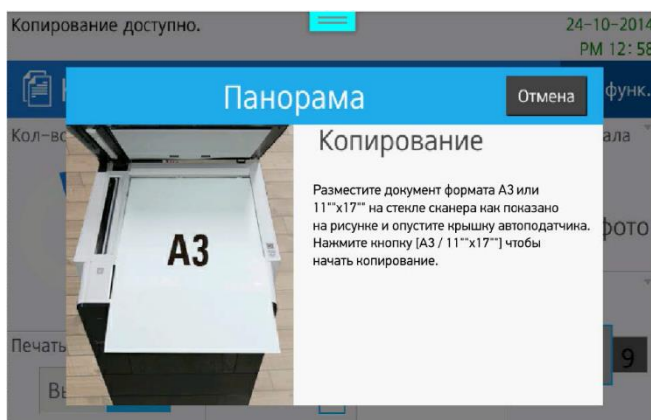 Копирование доступно.
24-10-2014
PM 12:58
функ.
Панорама
Отмена
Кол-во
ала
Копирование
Разместите документ формата А3 или
11""x17"" на стекле сканера как показано
на рисунке и опустите крышку автоподатчика.
Нажмите кнопку [А3 / 11""x17""] чтобы
начать копирование.
A3
фото
Печать
9